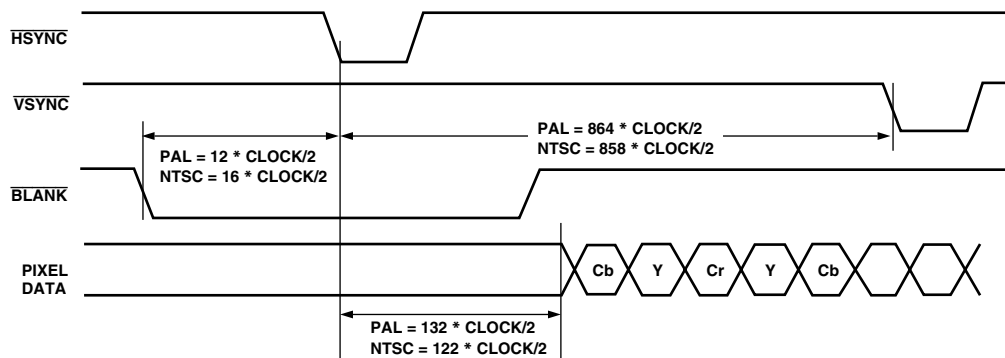 HSYNC
VSYNC
PAL = 864 * CLOCK/2
NTSC = 858 * CLOCK/2
PAL = 12 * CLOCK/2
NTSC = 16 * CLOCK/2
BLANK
PIXEL
DATA
Cb Y Cr Y Cb
PAL = 132 * CLOCK/2
NTSC = 122 * CLOCK/2